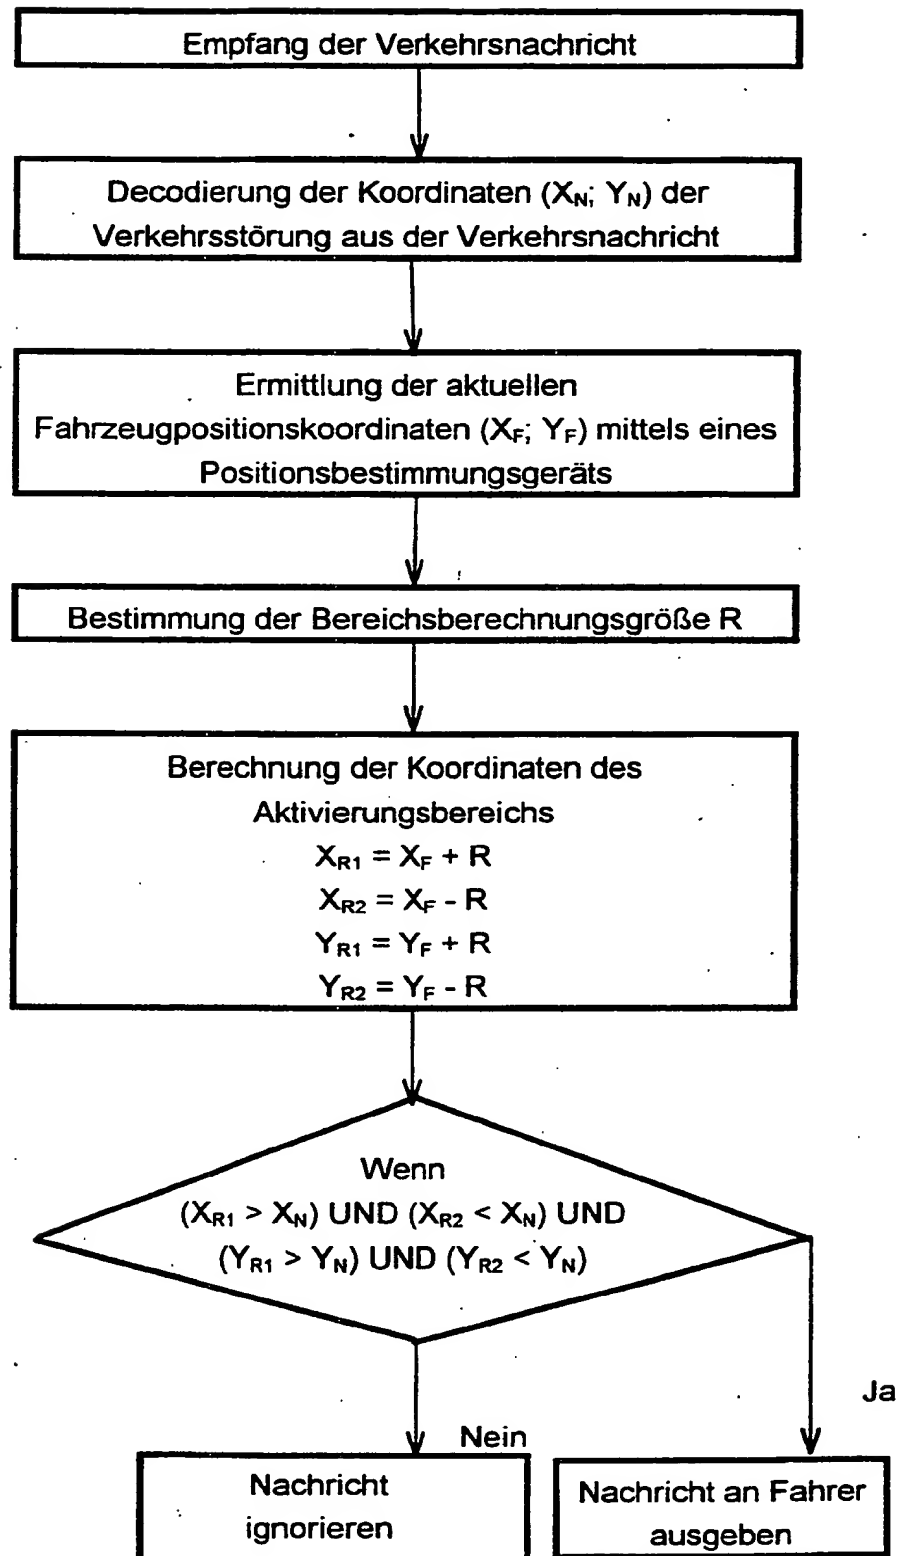 Empfang der Verkehrsnachricht
Decodierung der Koordinaten (X_N; Y_N) der
Verkehrsstörung aus der Verkehrsnachricht
Ermittlung der aktuellen
Fahrzeugpositionskoordinaten (X_F; Y_F) mittels eines
Positionsbestimmungsgeräts
Bestimmung der Bereichsberechnungsgröße R
Berechnung der Koordinaten des
Aktivierungsbereichs
X_R1 = X_F + R
X_R2 = X_F - R
Y_R1 = Y_F + R
Y_R2 = Y_F - R
Wenn
(X_R1 > X_N) UND (X_R2 < X_N) UND
(Y_R1 > Y_N) UND (Y_R2 < Y_N)
Ja
Nein
Nachricht
ignorieren
Nachricht an Fahrer
ausgeben